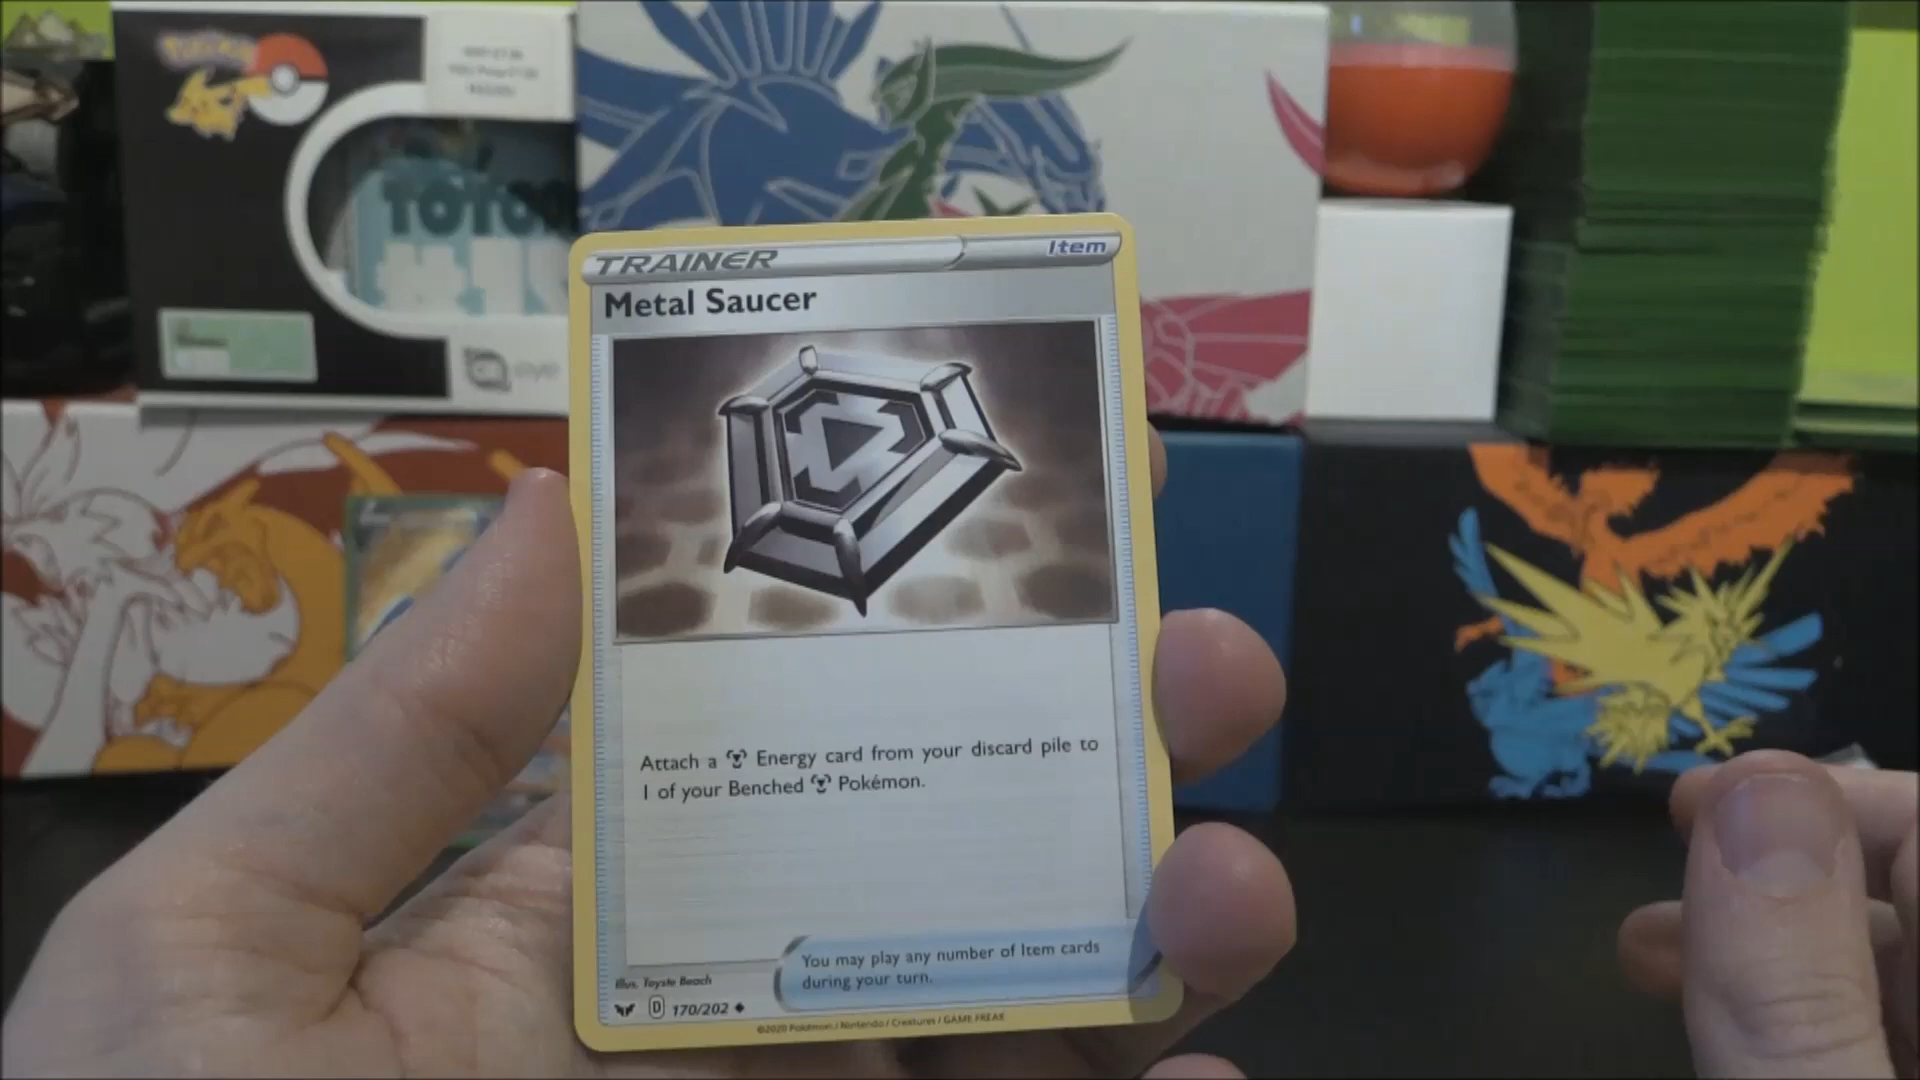 Pokémon
TOTO
TRAINER
Item
Metal Saucer
Attach a Energy card from your discard pile to
1 of your Benched Pokémon.
You may play any number of Item cards
during your turn.
Illus. Toyste Beach
D 170/202
©2020 Pokémon / Nintendo / Creatures / GAME FREAK